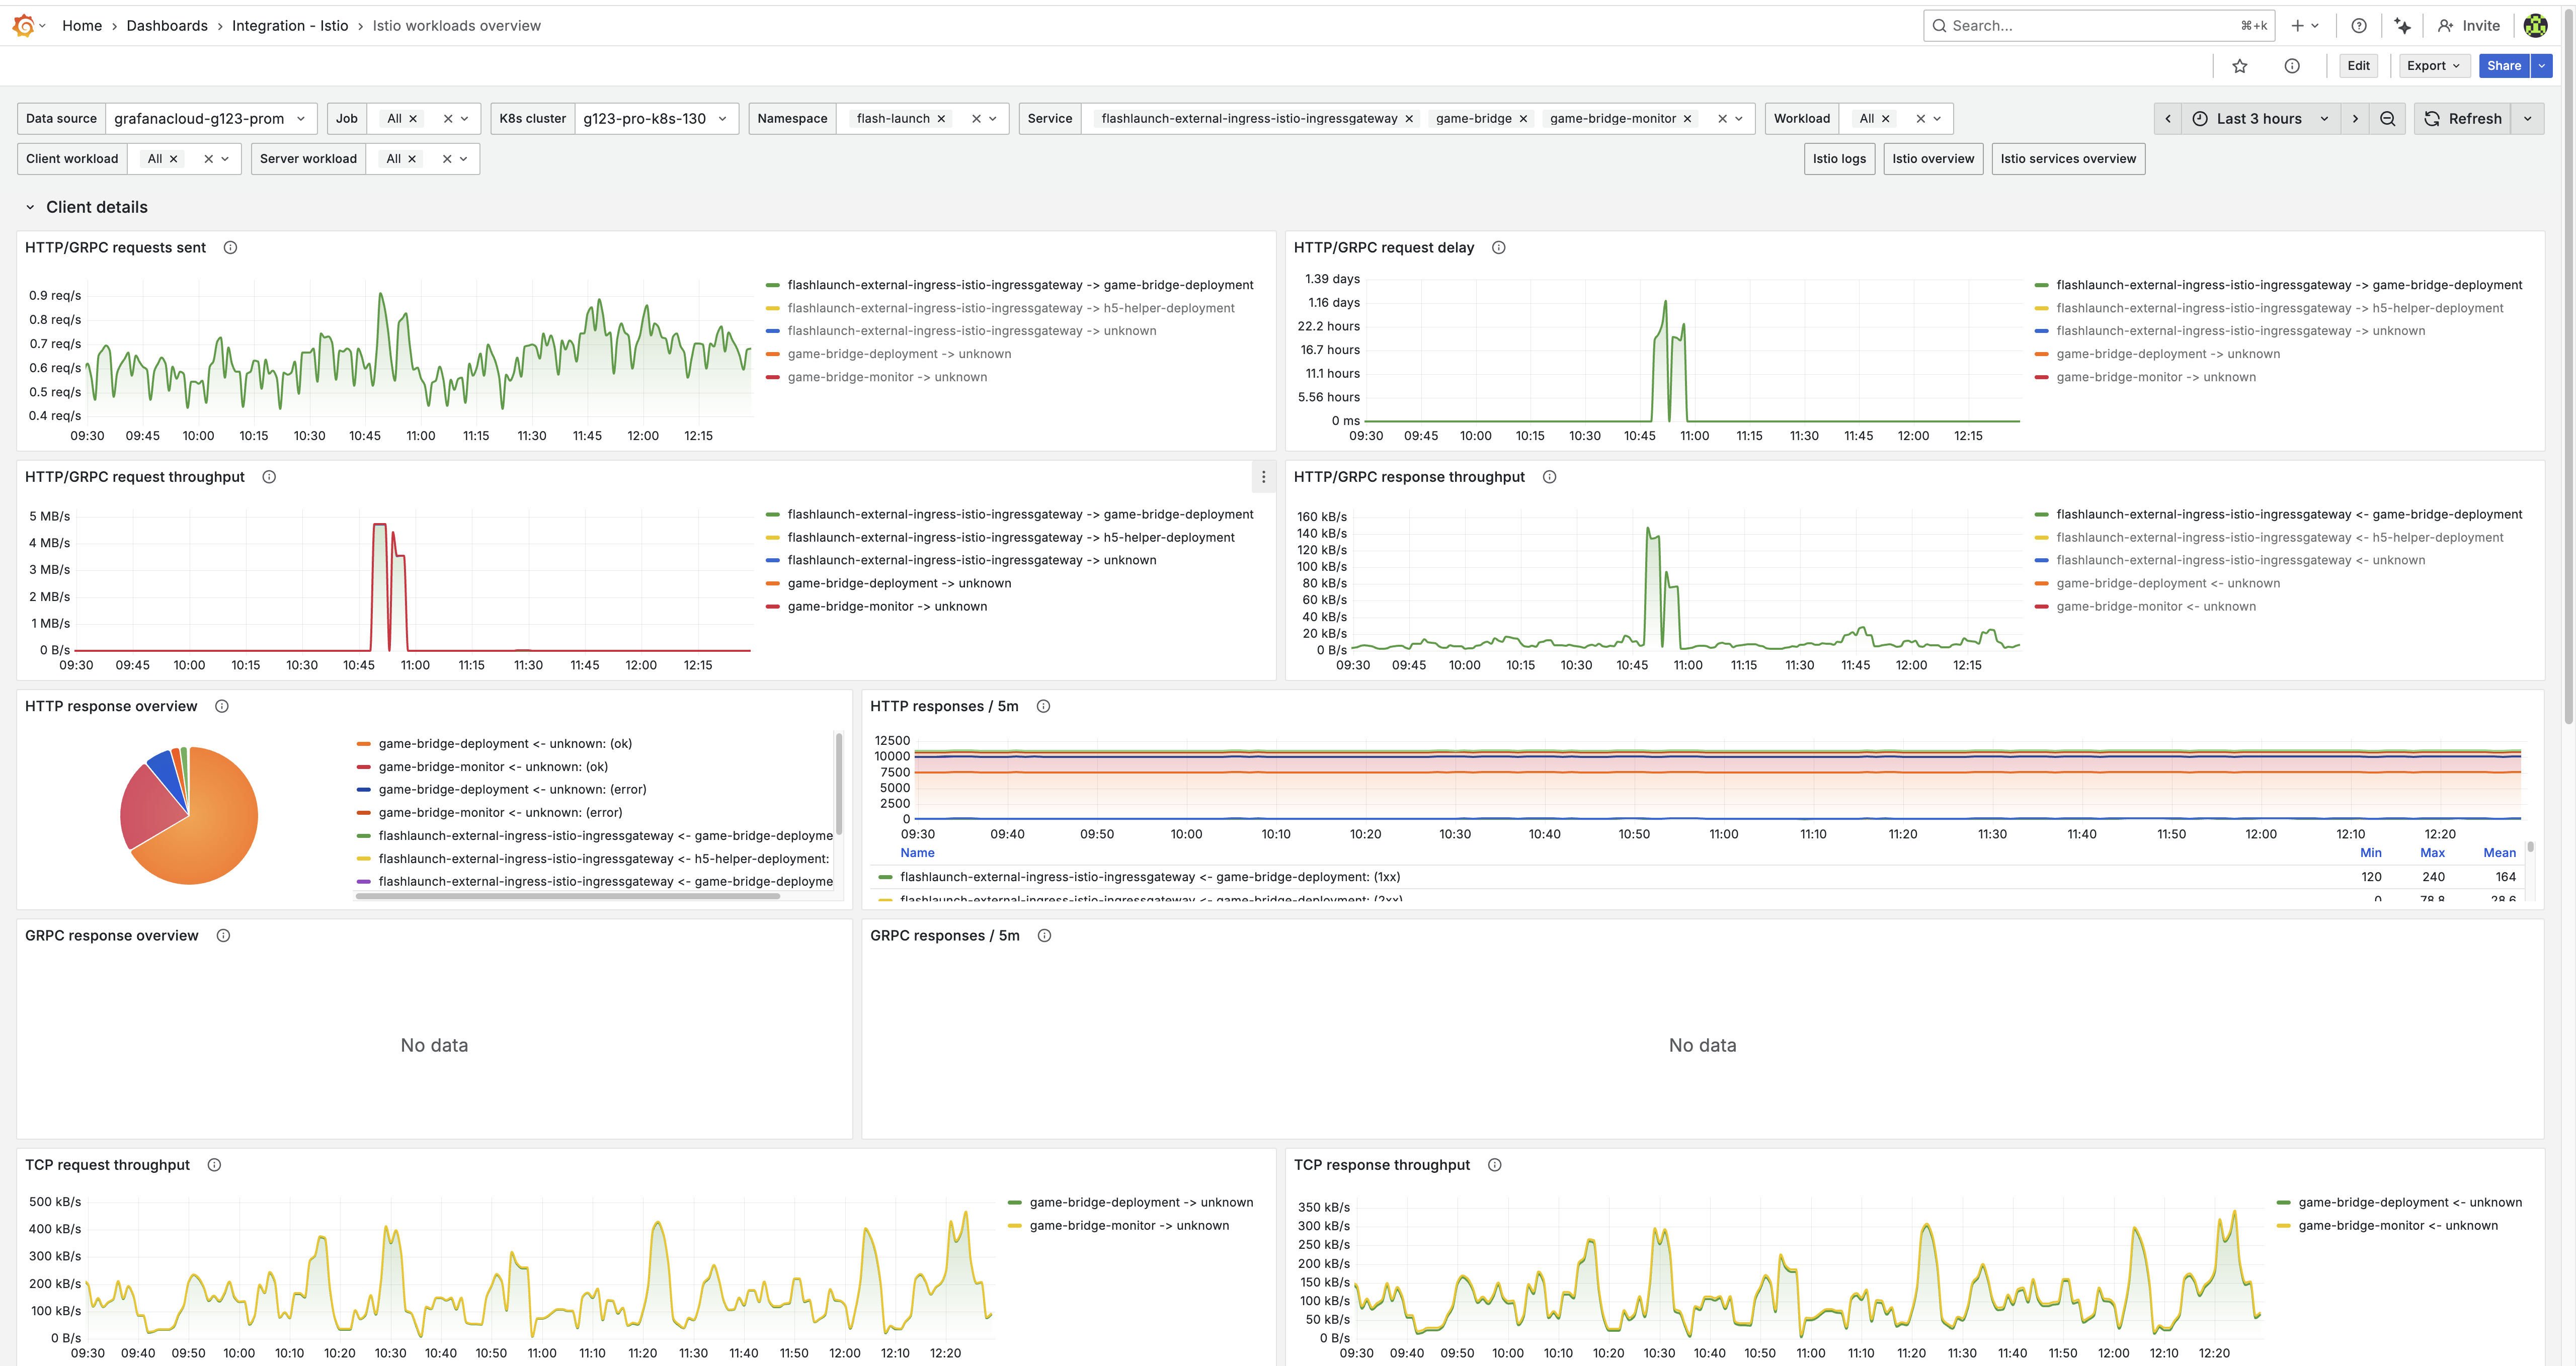 Home › Dashboards › Integration - Istio › Istio workloads overview
Search... ⌘+k
Invite
Edit Export Share
Data source grafanacloud-g123-prom Job All K8s cluster g123-pro-k8s-130 Namespace flash-launch Service flashlaunch-external-ingress-istio-ingressgateway game-bridge game-bridge-monitor Workload All Last 3 hours Refresh
Client workload All Server workload All Istio logs Istio overview Istio services overview
Client details
HTTP/GRPC requests sent
0.9 req/s
0.8 req/s
0.7 req/s
0.6 req/s
0.5 req/s
0.4 req/s
09:30 09:45 10:00 10:15 10:30 10:45 11:00 11:15 11:30 11:45 12:00 12:15
flashlaunch-external-ingress-istio-ingressgateway -> game-bridge-deployment
flashlaunch-external-ingress-istio-ingressgateway -> h5-helper-deployment
flashlaunch-external-ingress-istio-ingressgateway -> unknown
game-bridge-deployment -> unknown
game-bridge-monitor -> unknown
HTTP/GRPC request delay
1.39 days
1.16 days
22.2 hours
16.7 hours
11.1 hours
5.56 hours
0 ms
09:30 09:45 10:00 10:15 10:30 10:45 11:00 11:15 11:30 11:45 12:00 12:15
flashlaunch-external-ingress-istio-ingressgateway -> game-bridge-deployment
flashlaunch-external-ingress-istio-ingressgateway -> h5-helper-deployment
flashlaunch-external-ingress-istio-ingressgateway -> unknown
game-bridge-deployment -> unknown
game-bridge-monitor -> unknown
HTTP/GRPC request throughput
5 MB/s
4 MB/s
3 MB/s
2 MB/s
1 MB/s
0 B/s
09:30 09:45 10:00 10:15 10:30 10:45 11:00 11:15 11:30 11:45 12:00 12:15
flashlaunch-external-ingress-istio-ingressgateway -> game-bridge-deployment
flashlaunch-external-ingress-istio-ingressgateway -> h5-helper-deployment
flashlaunch-external-ingress-istio-ingressgateway -> unknown
game-bridge-deployment -> unknown
game-bridge-monitor -> unknown
HTTP/GRPC response throughput
160 kB/s
140 kB/s
120 kB/s
100 kB/s
80 kB/s
60 kB/s
40 kB/s
20 kB/s
0 B/s
09:30 09:45 10:00 10:15 10:30 10:45 11:00 11:15 11:30 11:45 12:00 12:15
flashlaunch-external-ingress-istio-ingressgateway <- game-bridge-deployment
flashlaunch-external-ingress-istio-ingressgateway <- h5-helper-deployment
flashlaunch-external-ingress-istio-ingressgateway <- unknown
game-bridge-deployment <- unknown
game-bridge-monitor <- unknown
HTTP response overview
game-bridge-deployment <- unknown: (ok)
game-bridge-monitor <- unknown: (ok)
game-bridge-deployment <- unknown: (error)
game-bridge-monitor <- unknown: (error)
flashlaunch-external-ingress-istio-ingressgateway <- game-bridge-deployme
flashlaunch-external-ingress-istio-ingressgateway <- h5-helper-deployment:
flashlaunch-external-ingress-istio-ingressgateway <- game-bridge-deployme
HTTP responses / 5m
12500
10000
7500
5000
2500
0
09:30 09:40 09:50 10:00 10:10 10:20 10:30 10:40 10:50 11:00 11:10 11:20 11:30 11:40 11:50 12:00 12:10 12:20
Name Min Max Mean
flashlaunch-external-ingress-istio-ingressgateway <- game-bridge-deployment: (1xx) 120 240 164
flashlaunch-external-ingress-istio-ingressgateway <- game-bridge-deployment: (2xx) 0 78.8 28.6
GRPC response overview
No data
GRPC responses / 5m
No data
TCP request throughput
500 kB/s
400 kB/s
300 kB/s
200 kB/s
100 kB/s
0 B/s
09:30 09:40 09:50 10:00 10:10 10:20 10:30 10:40 10:50 11:00 11:10 11:20 11:30 11:40 11:50 12:00 12:10 12:20
game-bridge-deployment -> unknown
game-bridge-monitor -> unknown
TCP response throughput
350 kB/s
300 kB/s
250 kB/s
200 kB/s
150 kB/s
100 kB/s
50 kB/s
0 B/s
09:30 09:40 09:50 10:00 10:10 10:20 10:30 10:40 10:50 11:00 11:10 11:20 11:30 11:40 11:50 12:00 12:10 12:20
game-bridge-deployment <- unknown
game-bridge-monitor <- unknown